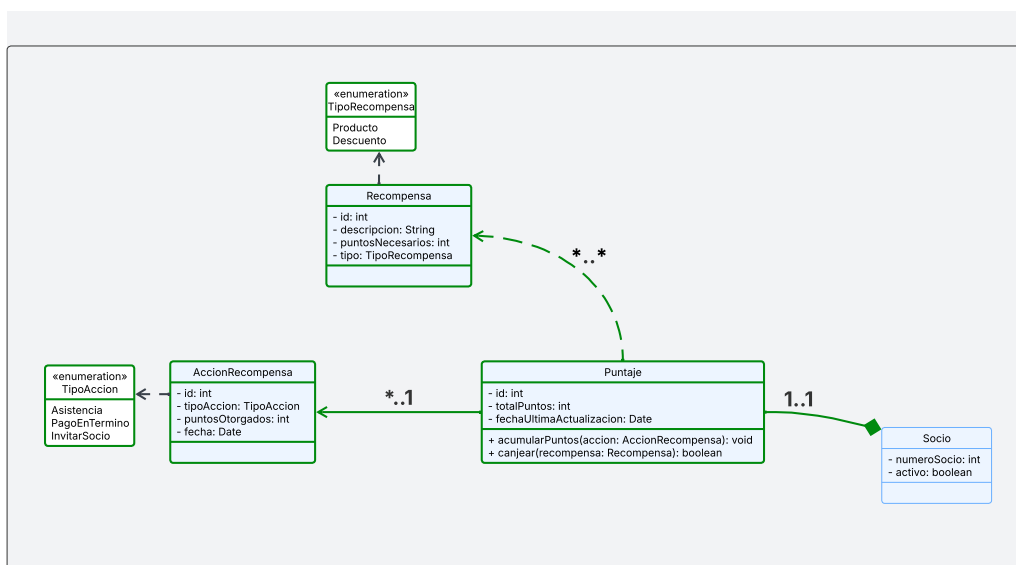 «enumeration»
TipoRecompensa
Producto
Descuento
Recompensa
- id: int
- descripcion: String
- puntosNecesarios: int
- tipo: TipoRecompensa
*..*
«enumeration»
TipoAccion
Asistencia
PagoEnTermino
InvitarSocio
AccionRecompensa
- id: int
- tipoAccion: TipoAccion
- puntosOtorgados: int
- fecha: Date
*..1
Puntaje
- id: int
- totalPuntos: int
- fechaUltimaActualizacion: Date
+ acumularPuntos(accion: AccionRecompensa): void
+ canjear(recompensa: Recompensa): boolean
1..1
Socio
- numeroSocio: int
- activo: boolean